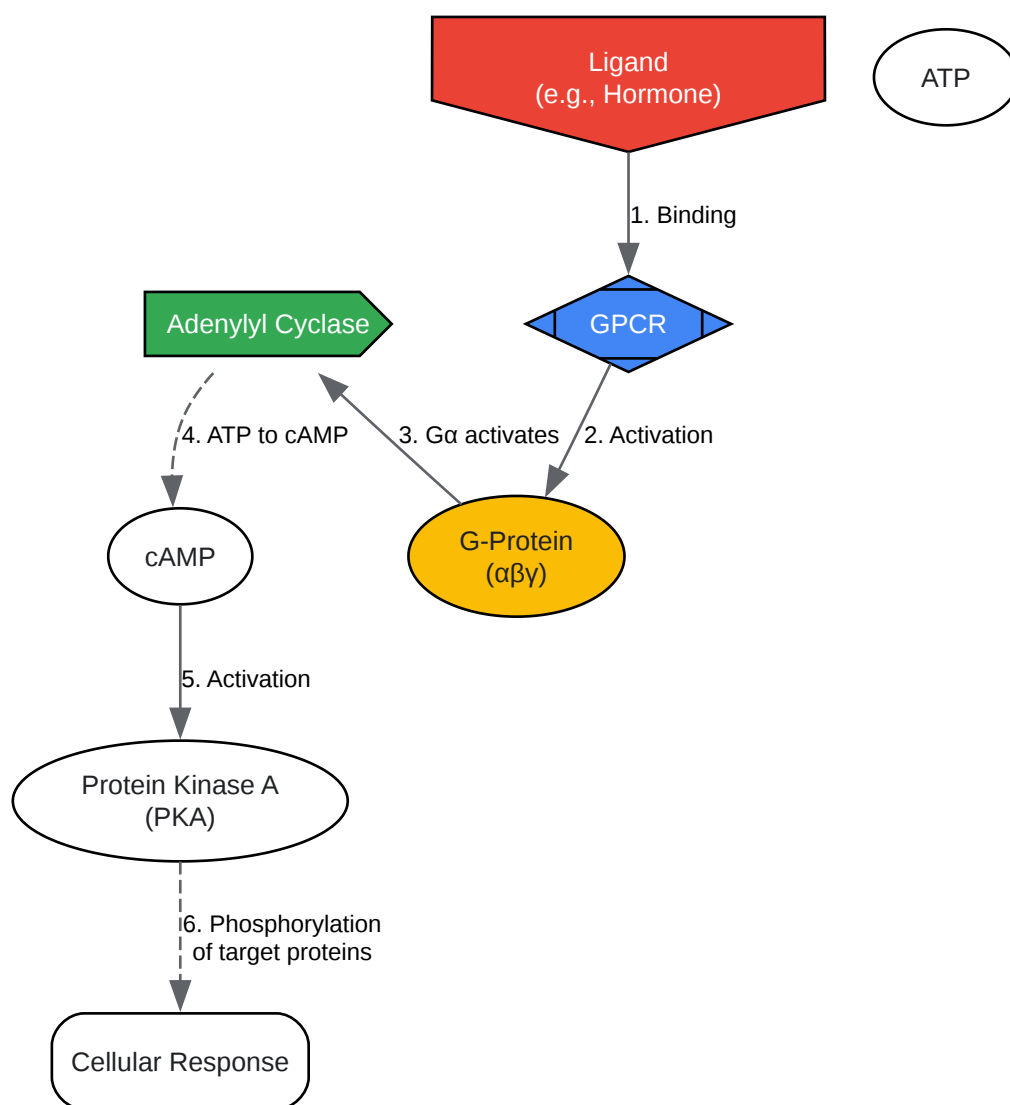 Ligand
(e.g., Hormone)
ATP
1. Binding
Adenylyl Cyclase
GPCR
4. ATP to cAMP
3. Gα activates
2. Activation
cAMP
G-Protein
(αβγ)
5. Activation
Protein Kinase A
(PKA)
6. Phosphorylation
of target proteins
Cellular Response